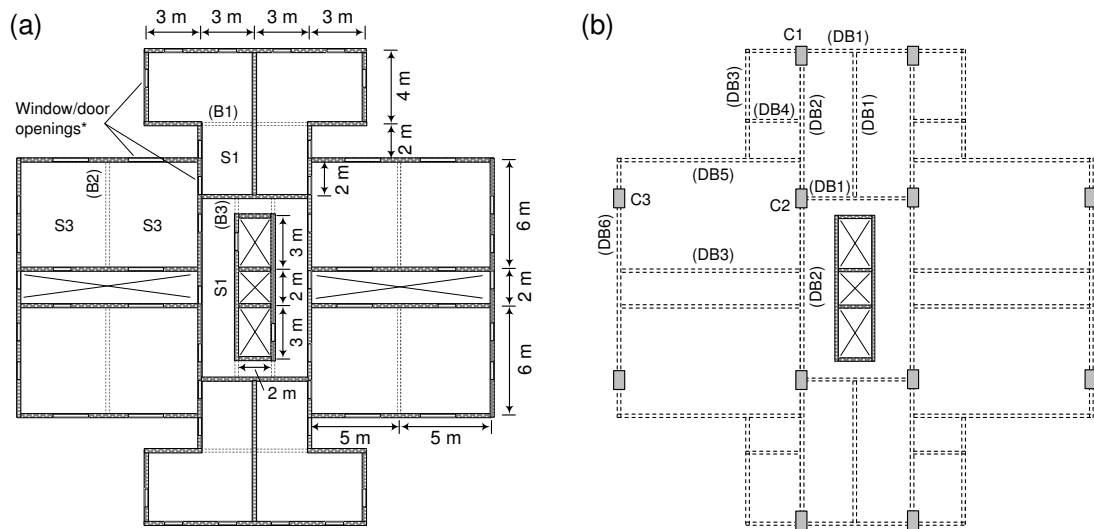 (a)
3 m
3 m
3 m
3 m
Window/door
openings*
(B1)
S1
4 m
2 m
(B2)
2 m
6 m
S3
S3
(B3)
3 m
S1
2 m
2 m
3 m
6 m
2 m
5 m
5 m
(b)
C1
(DB1)
(DB3)
(DB4)
(DB2)
(DB1)
(DB5)
(DB1)
C3
C2
(DB6)
(DB3)
(DB2)